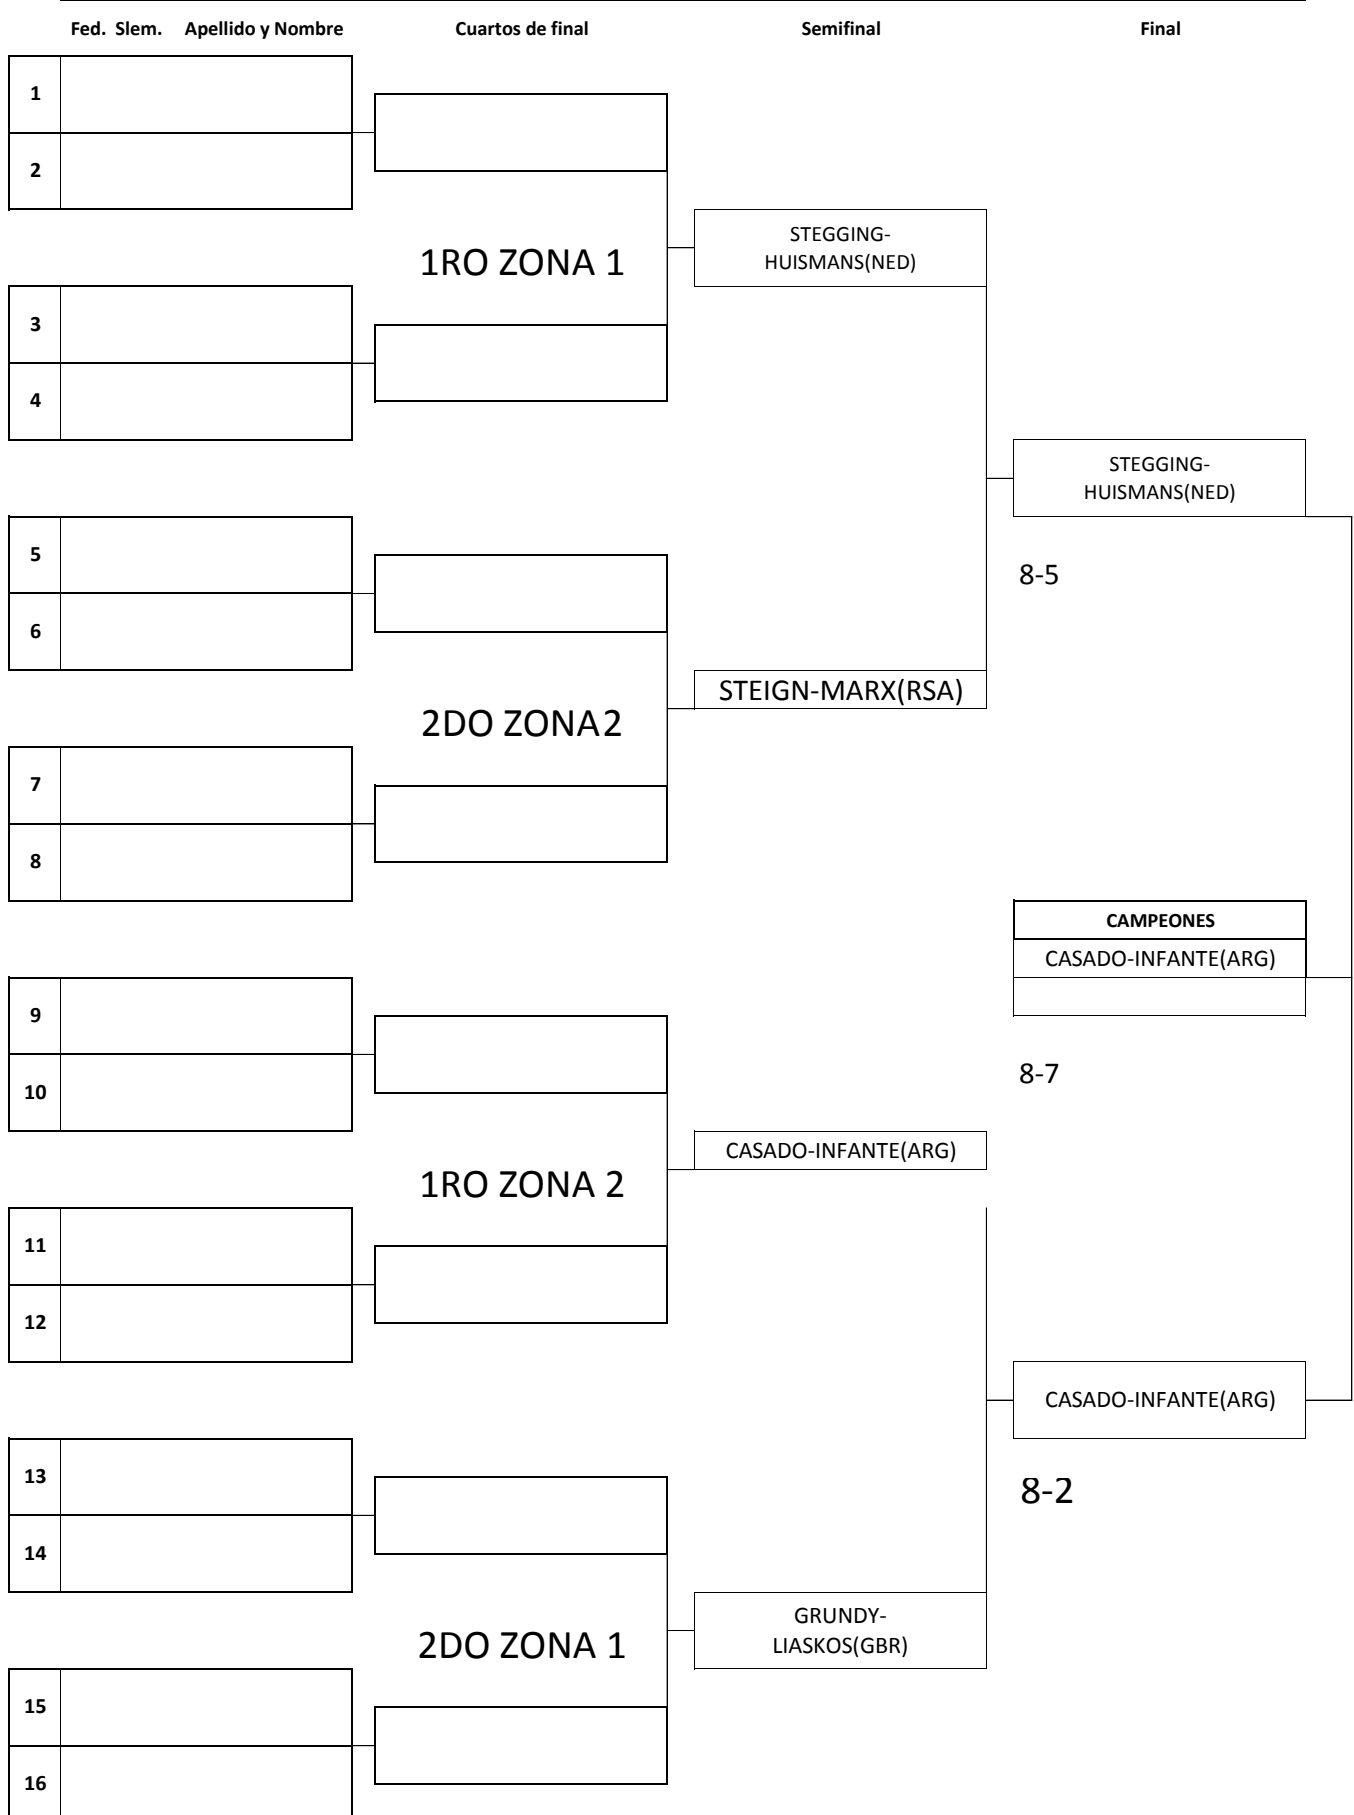 Fed. Slem. Apellido y Nombre Cuartos de final Semifinal Final
1
2
1RO ZONA 1
STEGGING-
HUISMANS(NED)
3
4
STEGGING-
HUISMANS(NED)
5
8-5
6
STEIGN-MARX(RSA)
2DO ZONA2
7
8
CAMPEONES
CASADO-INFANTE(ARG)
9
8-7
10
CASADO-INFANTE(ARG)
1RO ZONA 2
11
12
CASADO-INFANTE(ARG)
13
8-2
14
GRUNDY-
LIASKOS(GBR)
2DO ZONA 1
15
16